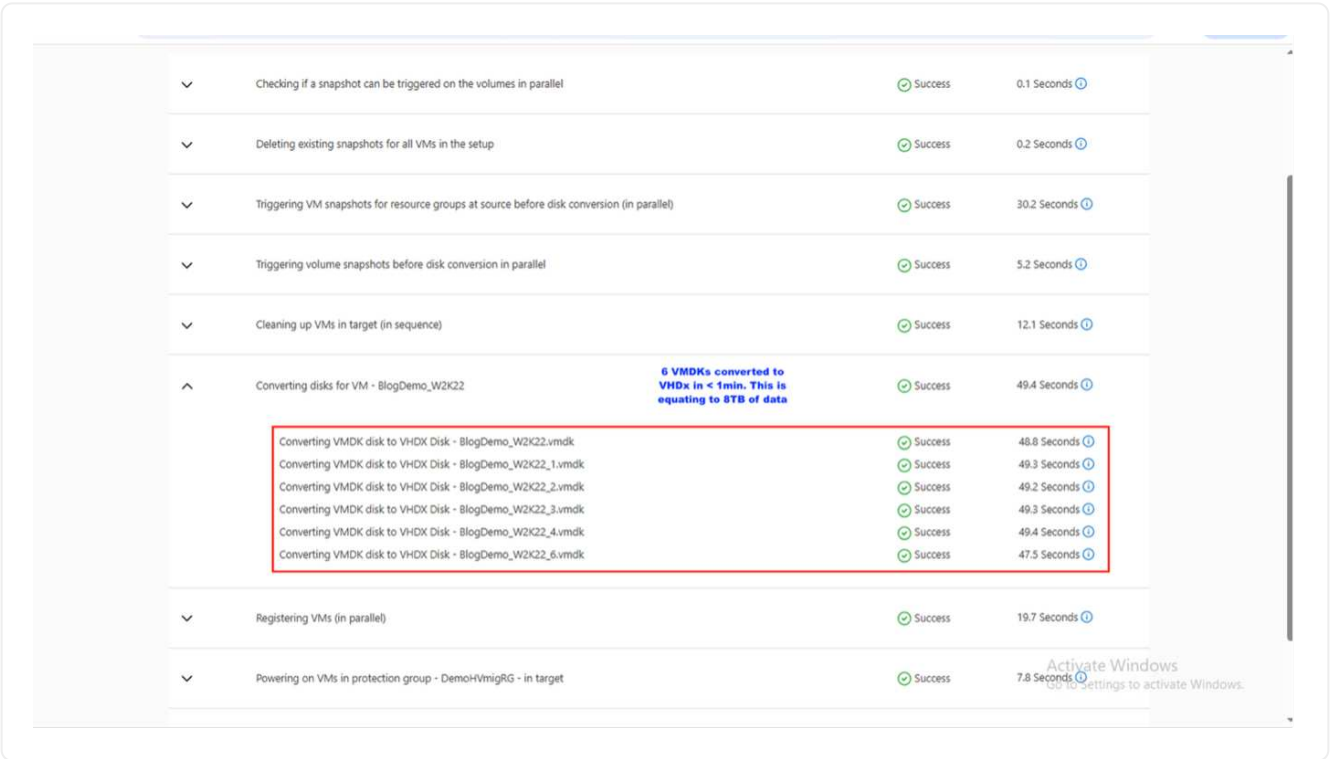 Checking if a snapshot can be triggered on the volumes in parallel Success 0.1 Seconds
Deleting existing snapshots for all VMs in the setup Success 0.2 Seconds
Triggering VM snapshots for resource groups at source before disk conversion (in parallel) Success 30.2 Seconds
Triggering volume snapshots before disk conversion in parallel Success 5.2 Seconds
Cleaning up VMs in target (in sequence) Success 12.1 Seconds
6 VMDKs converted to
VHDx in < 1min. This is
equating to 8TB of data
Converting disks for VM - BlogDemo_W2K22 Success 49.4 Seconds
Converting VMDK disk to VHDX Disk - BlogDemo_W2K22.vmdk Success 48.8 Seconds
Converting VMDK disk to VHDX Disk - BlogDemo_W2K22_1.vmdk Success 49.3 Seconds
Converting VMDK disk to VHDX Disk - BlogDemo_W2K22_2.vmdk Success 49.2 Seconds
Converting VMDK disk to VHDX Disk - BlogDemo_W2K22_3.vmdk Success 49.3 Seconds
Converting VMDK disk to VHDX Disk - BlogDemo_W2K22_4.vmdk Success 49.4 Seconds
Converting VMDK disk to VHDX Disk - BlogDemo_W2K22_6.vmdk Success 47.5 Seconds
Registering VMs (in parallel) Success 19.7 Seconds
Powering on VMs in protection group - DemoHVmigRG - in target Success 7.8 Seconds
Activate Windows
Go to Settings to activate Windows.